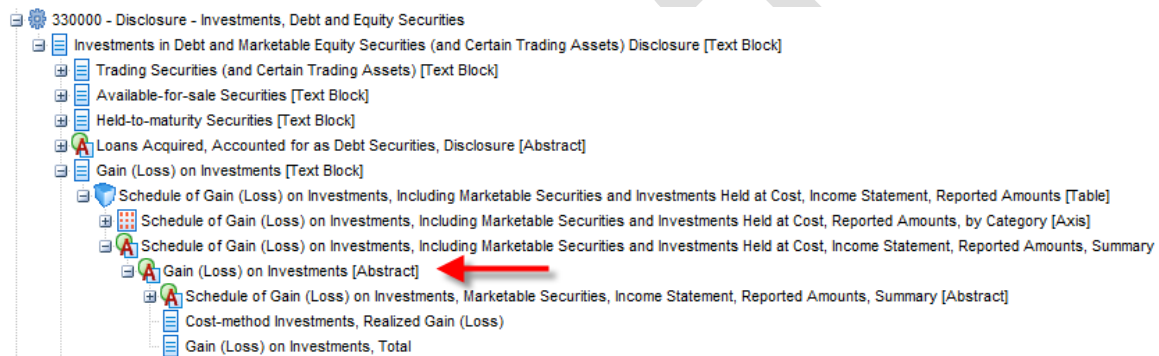 330000 - Disclosure - Investments, Debt and Equity Securities
Investments in Debt and Marketable Equity Securities (and Certain Trading Assets) Disclosure [Text Block]
Trading Securities (and Certain Trading Assets) [Text Block]
Available-for-sale Securities [Text Block]
Held-to-maturity Securities [Text Block]
Loans Acquired, Accounted for as Debt Securities, Disclosure [Abstract]
Gain (Loss) on Investments [Text Block]
Schedule of Gain (Loss) on Investments, Including Marketable Securities and Investments Held at Cost, Income Statement, Reported Amounts [Table]
Schedule of Gain (Loss) on Investments, Including Marketable Securities and Investments Held at Cost, Reported Amounts, by Category [Axis]
Schedule of Gain (Loss) on Investments, Including Marketable Securities and Investments Held at Cost, Income Statement, Reported Amounts, Summary
Gain (Loss) on Investments [Abstract]
Schedule of Gain (Loss) on Investments, Marketable Securities, Income Statement, Reported Amounts, Summary [Abstract]
Cost-method Investments, Realized Gain (Loss)
Gain (Loss) on Investments, Total